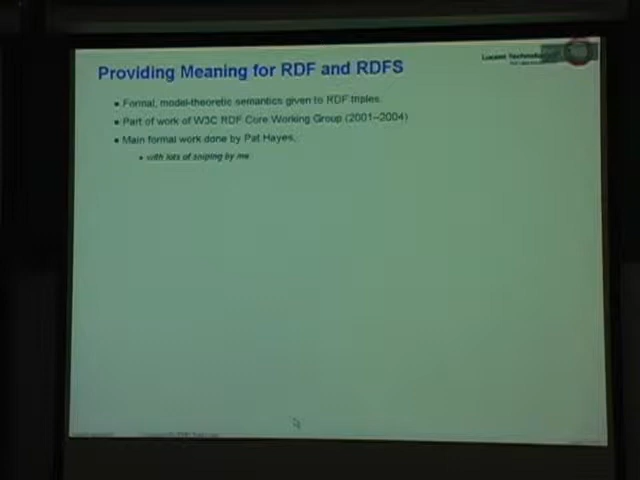 Lucent Technologies
Providing Meaning for RDF and RDFS
Formal, model-theoretic semantics given to RDF triples.
Part of work of W3C RDF Core Working Group (2001–2004)
Main formal work done by Pat Hayes,
with lots of sniping by me